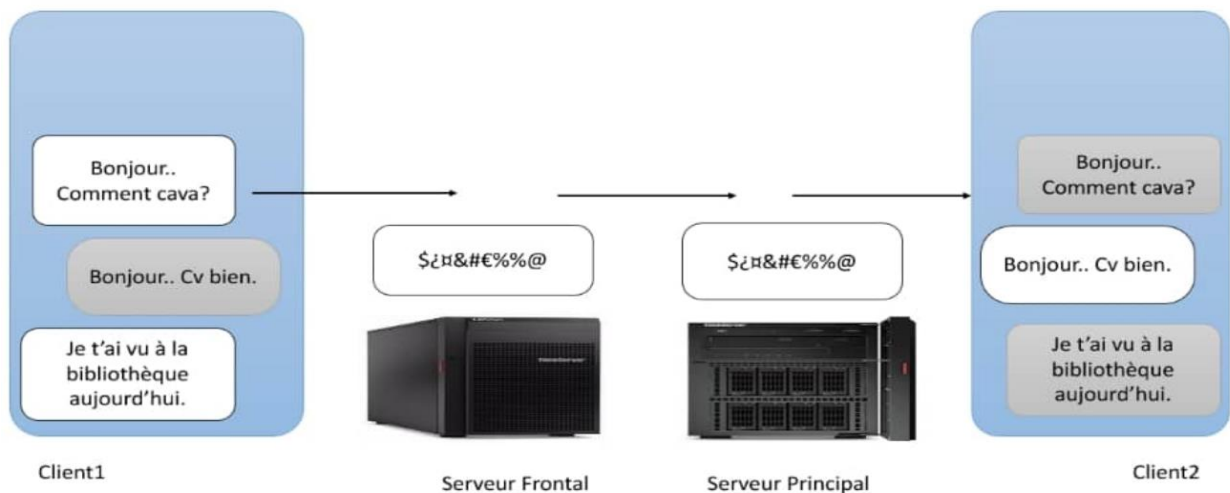 Bonjour..
Comment cava?
Bonjour.. Cv bien.
Je t'ai vu à la
bibliothèque
aujourd'hui.
$¿¤&#€%%@
$¿¤&#€%%@
Bonjour..
Comment cava?
Bonjour.. Cv bien.
Je t'ai vu à la
bibliothèque
aujourd'hui.
Client1
Serveur Frontal
Serveur Principal
Client2